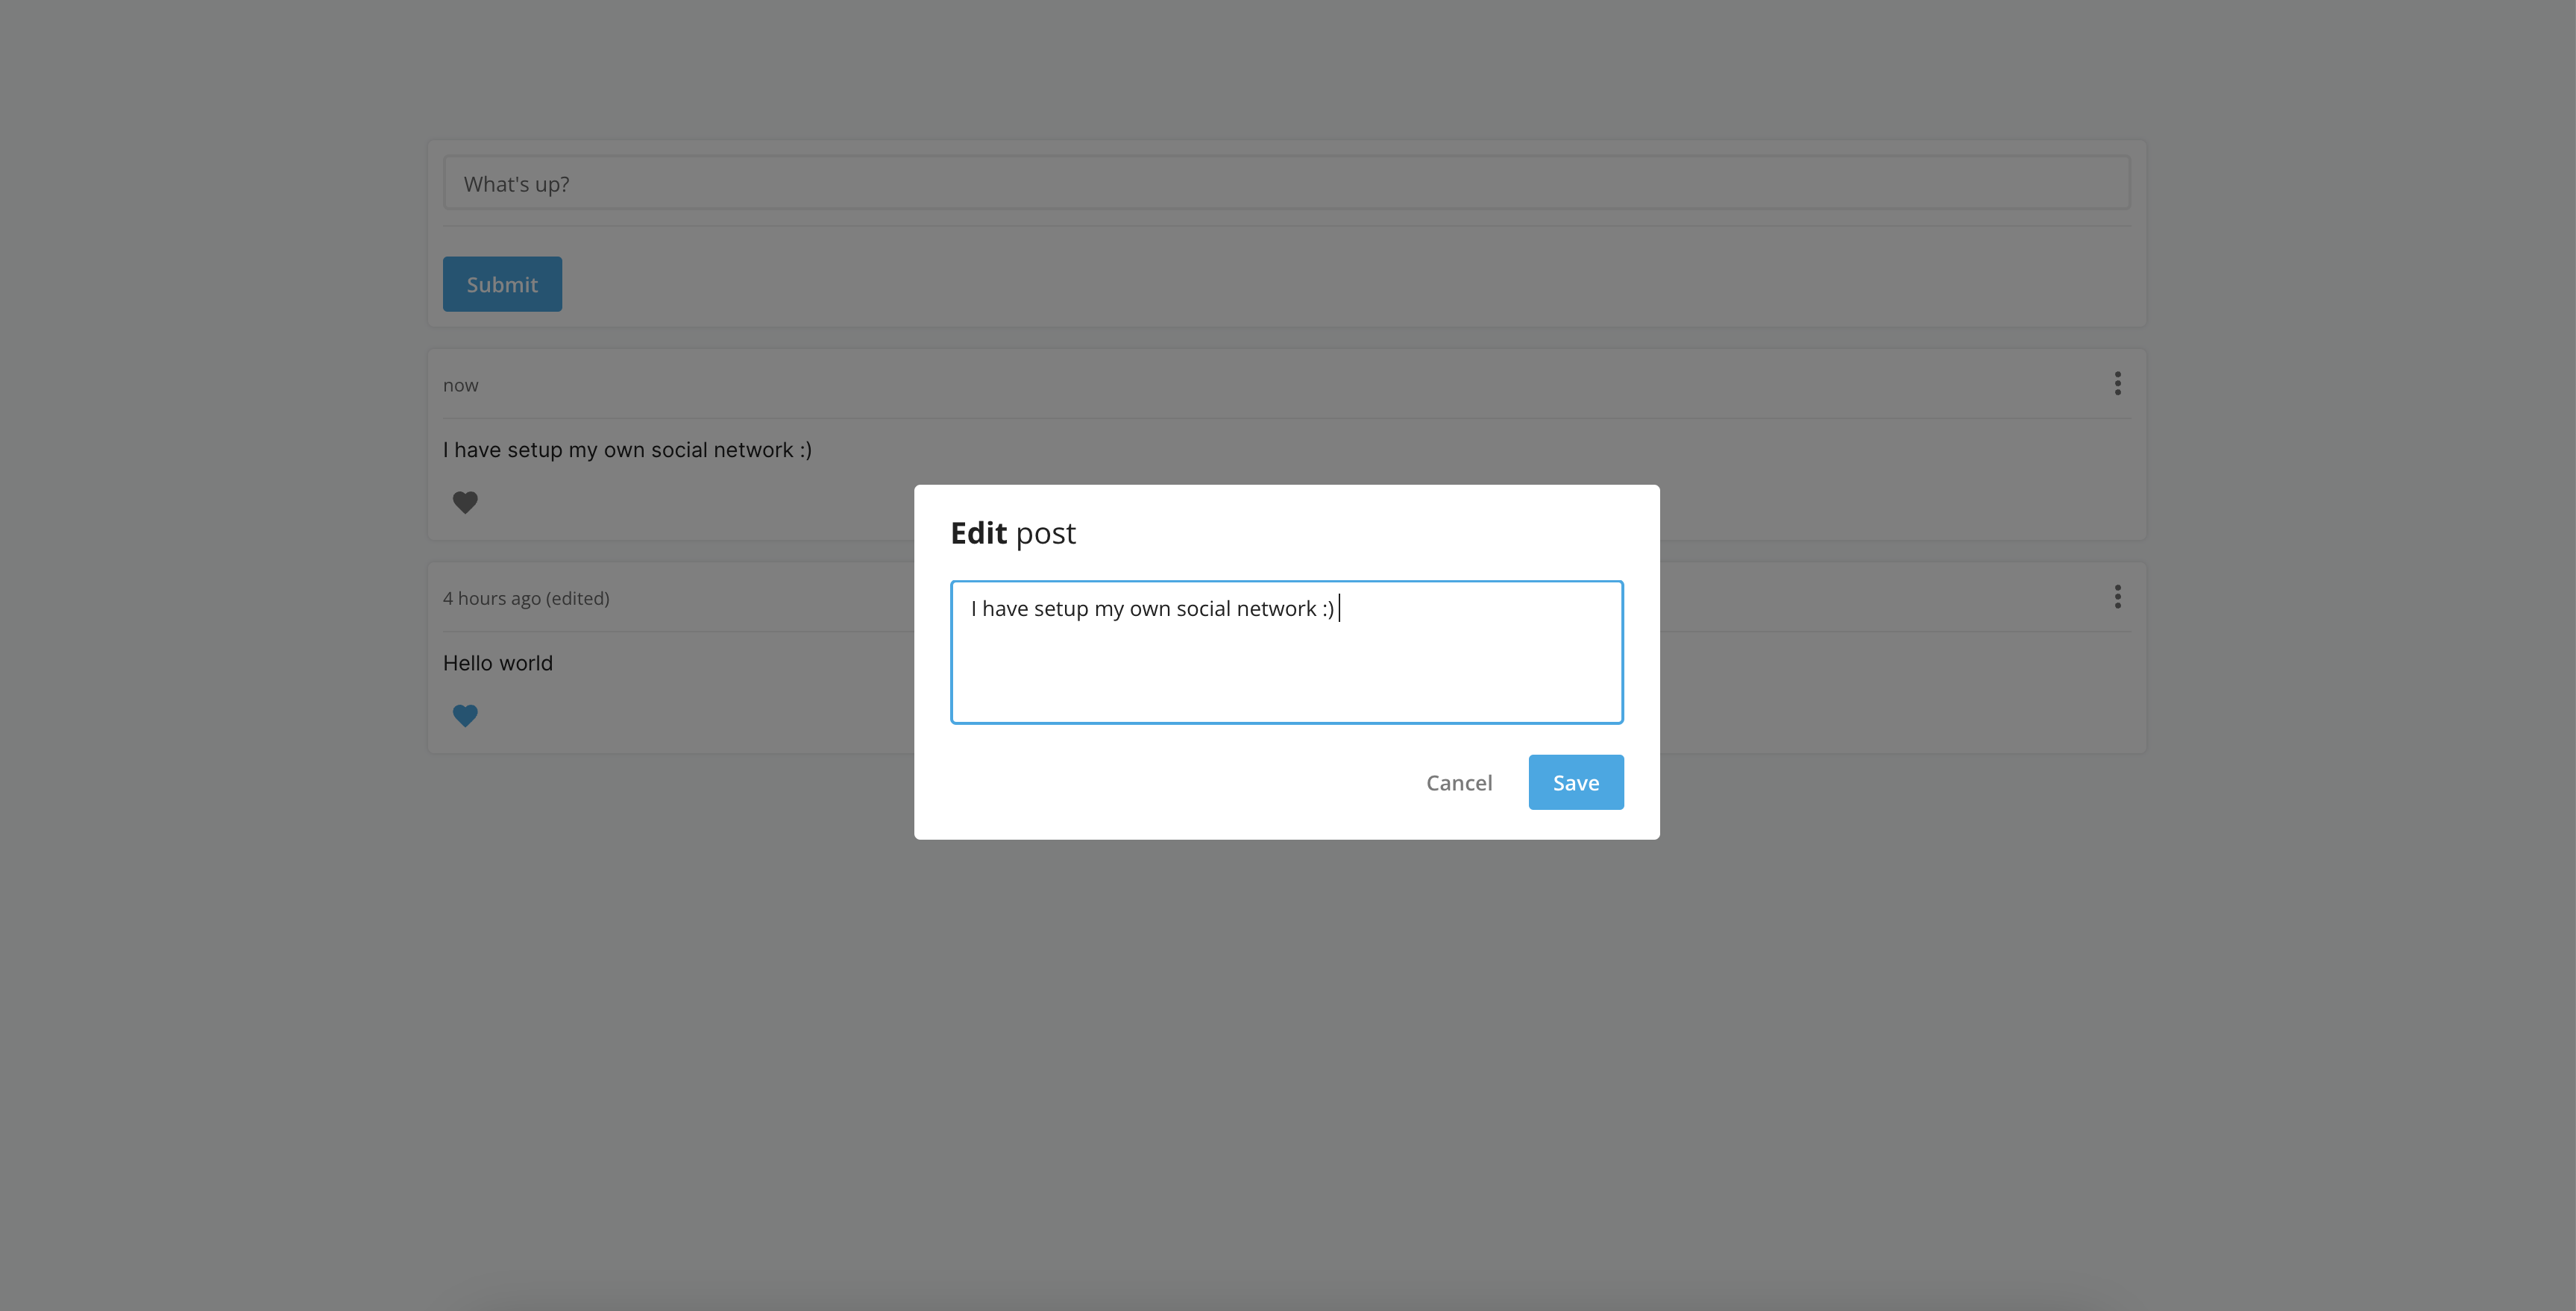 What's up?
Submit
now
I have setup my own social network :)
4 hours ago (edited)
Hello world
Edit post
I have setup my own social network :)
Cancel
Save